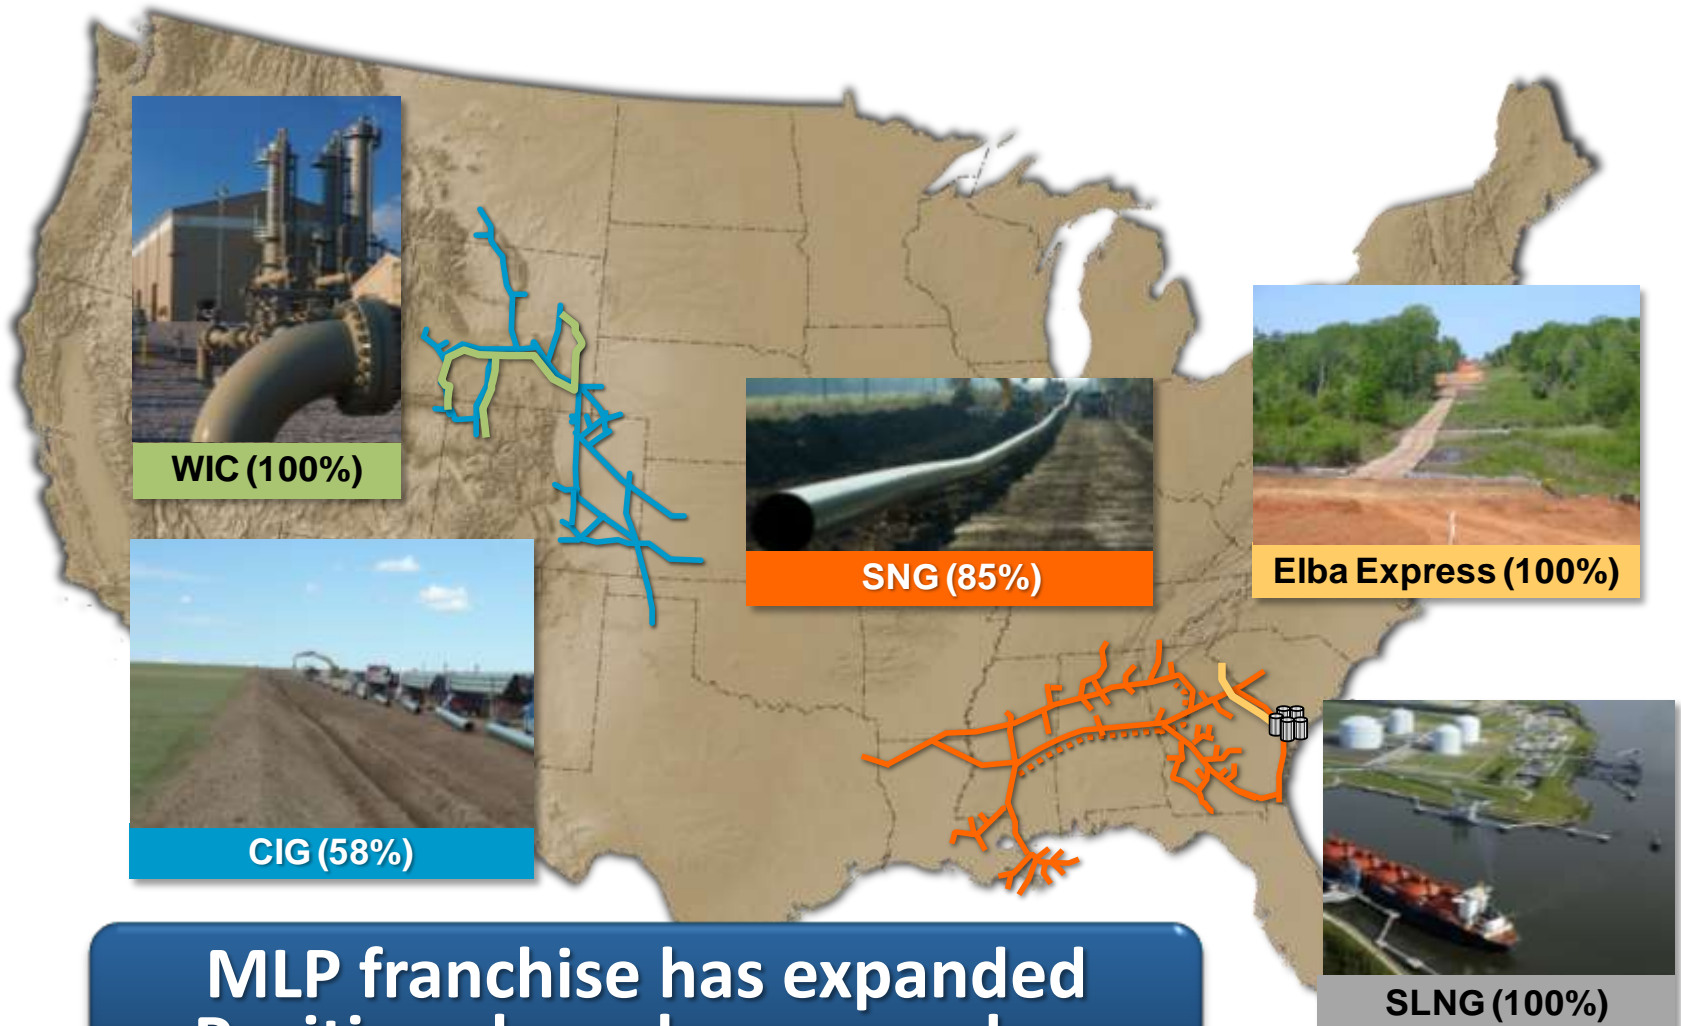 WIC (100%)
SNG (85%)
Elba Express (100%)
CIG (58%)
SLNG (100%)
MLP franchise has expanded